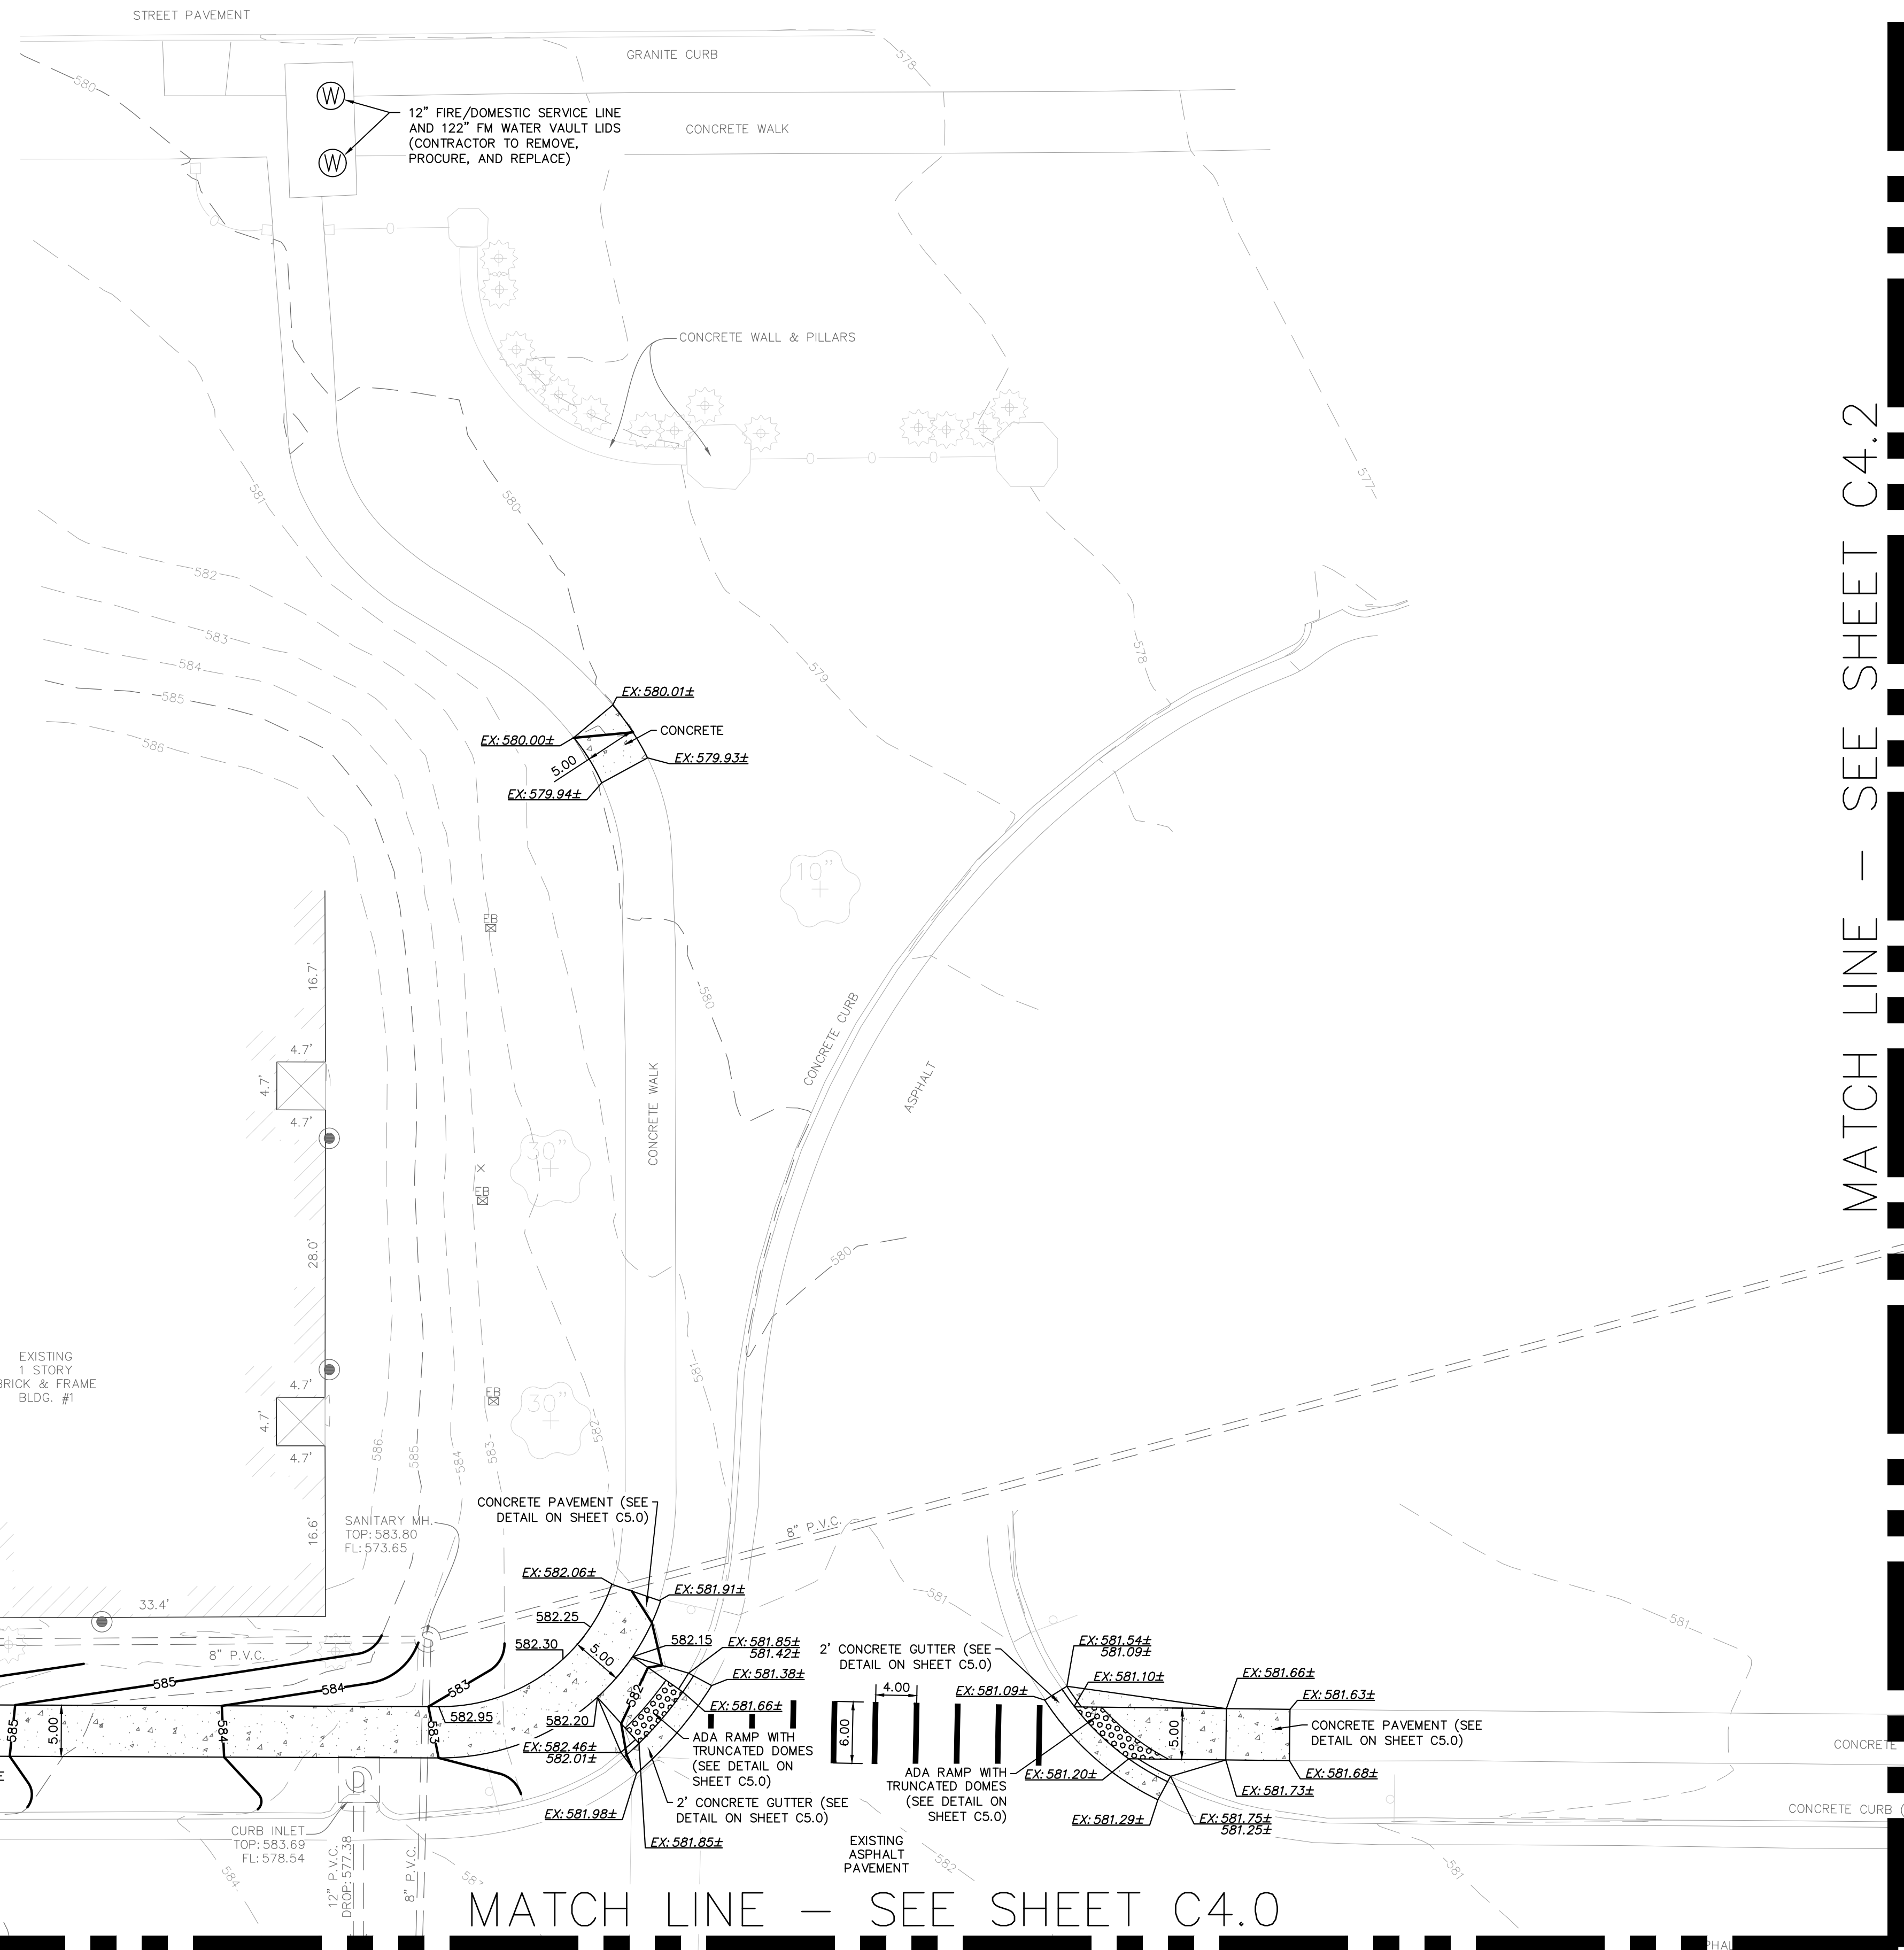 STREET PAVEMENT
GRANITE CURB
578
580
12" FIRE/DOMESTIC SERVICE LINE
AND 122" FM WATER VAULT LIDS
(CONTRACTOR TO REMOVE,
PROCURE, AND REPLACE)
W
W
CONCRETE WALK
CONCRETE WALL & PILLARS
577
581
580
582
583
584
585
586
578
579
EX: 580.01±
CONCRETE
EX: 580.00±
5.00
EX: 579.93±
EX: 579.94±
MATCH LINE - SEE SHEET C4.2
10"
EB
16.7'
580
CONCRETE CURB
ASPHALT
CONCRETE WALK
4.7'
4.7'
4.7'
30"
EB
28.0'
580
EXISTING
1 STORY
BRICK & FRAME
BLDG. #1
4.7'
4.7'
4.7'
EB
30"
581
582
586
585
584
583
16.6'
CONCRETE PAVEMENT (SEE
DETAIL ON SHEET C5.0)
SANITARY MH.
TOP: 583.80
FL: 573.65
8" P.V.C.
33.4'
EX: 582.06±
EX: 581.91±
581
581
582.25
582.30
5.00
582.15
EX: 581.85±
581.42±
EX: 581.38±
EX: 581.66±
8" P.V.C.
585
584
583
582
585
5.00
584
583
582.95
582.20
EX: 582.46±
582.01±
ADA RAMP WITH
TRUNCATED DOMES
(SEE DETAIL ON
SHEET C5.0)
2' CONCRETE GUTTER (SEE
DETAIL ON SHEET C5.0)
EX: 581.98±
EX: 581.85±
2' CONCRETE GUTTER (SEE
DETAIL ON SHEET C5.0)
4.00
6.00
EX: 581.09±
EX: 581.54±
581.09±
EX: 581.10±
EX: 581.66±
EX: 581.63±
5.00
CONCRETE PAVEMENT (SEE
DETAIL ON SHEET C5.0)
CONCRETE
EX: 581.68±
EX: 581.73±
ADA RAMP WITH
TRUNCATED DOMES
(SEE DETAIL ON
SHEET C5.0)
EX: 581.20±
EX: 581.29±
EX: 581.75±
581.25±
CONCRETE CURB (
EXISTING
ASPHALT
PAVEMENT
CURB INLET
TOP: 583.69
FL: 578.54
D
12" P.V.C.
DROP: 577.38
8" P.V.C.
584
582
581
MATCH LINE - SEE SHEET C4.0